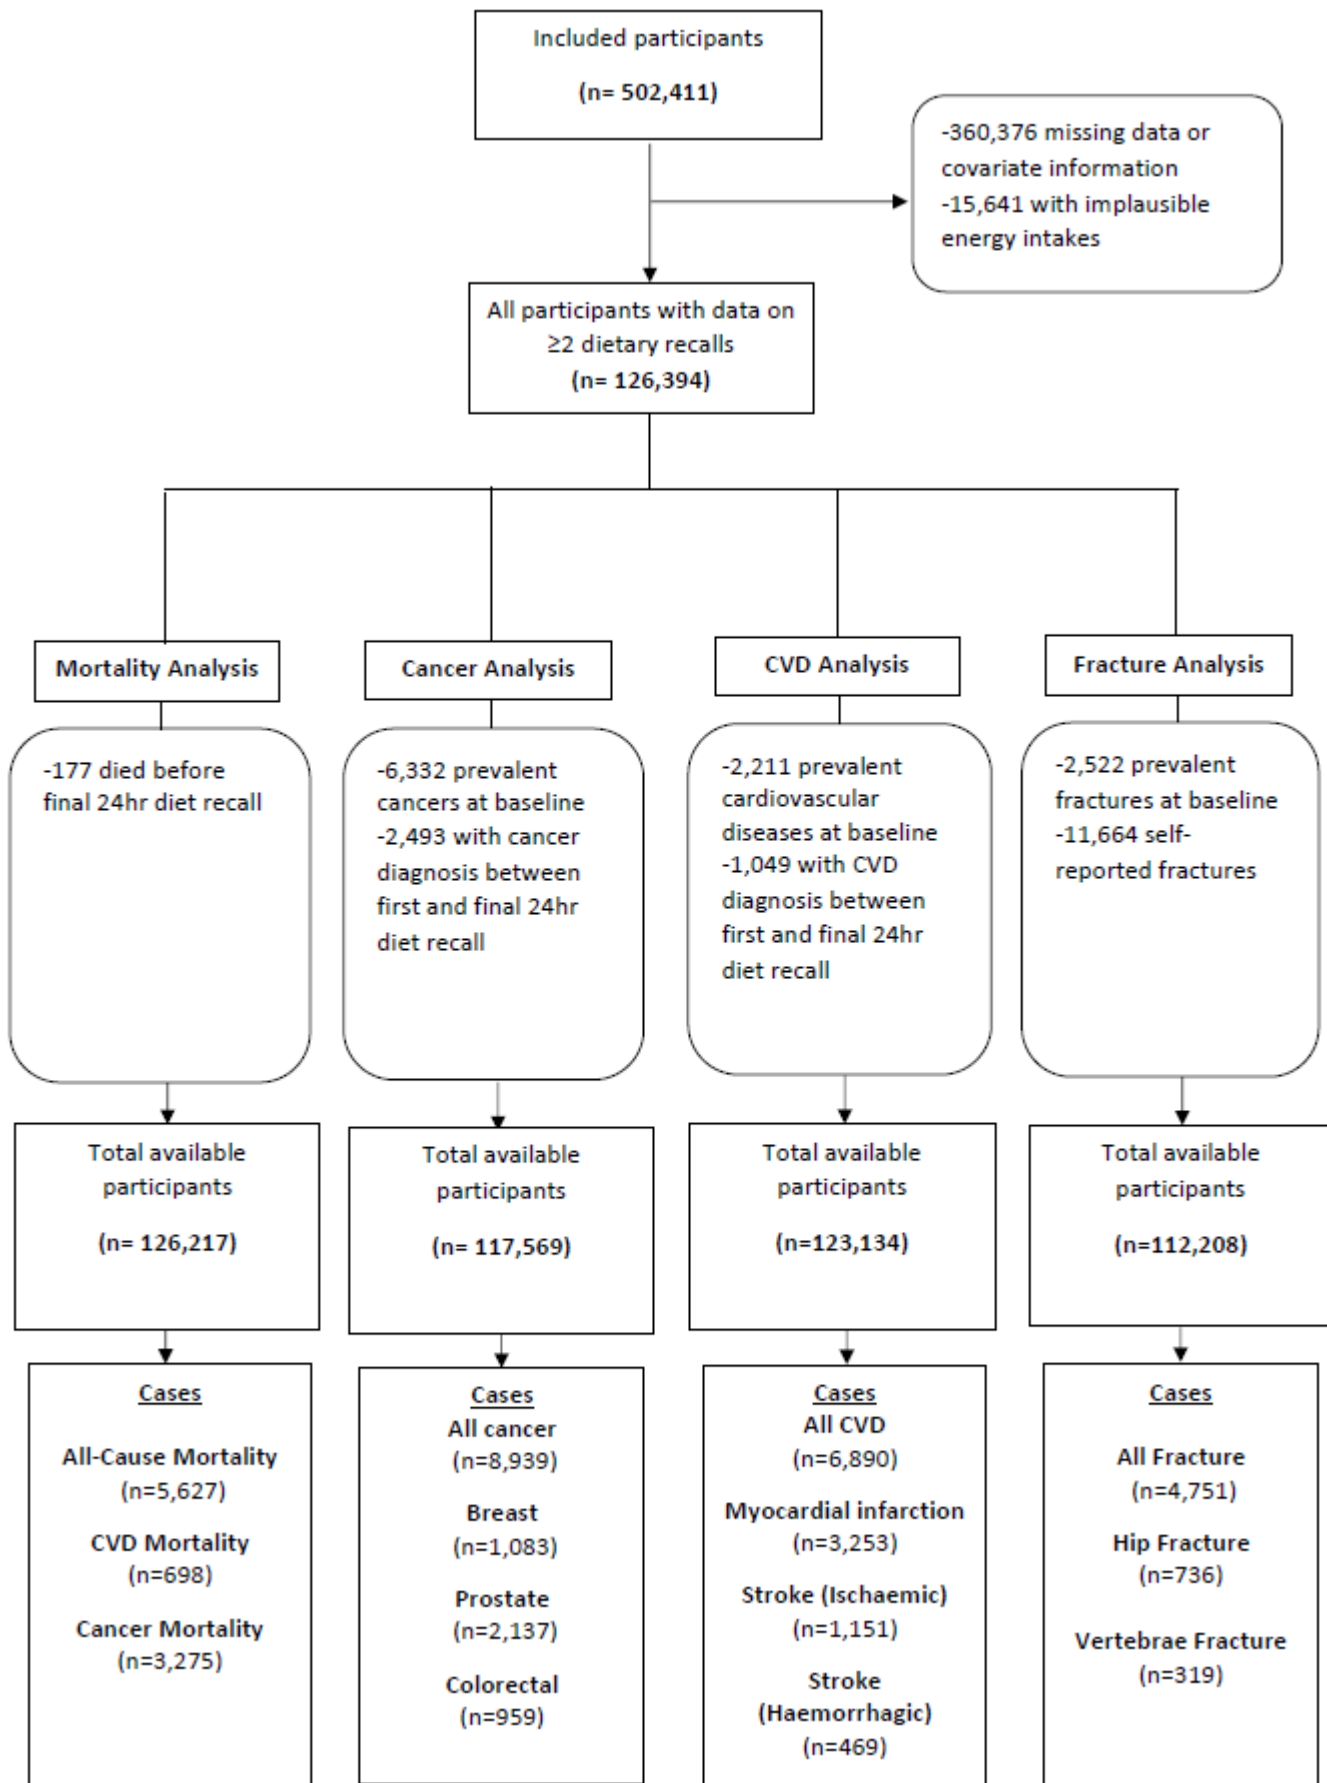 Included participants
(n= 502,411)
-360,376 missing data or
covariate information
-15,641 with implausible
energy intakes
All participants with data on
≥2 dietary recalls
(n= 126,394)
Mortality Analysis
-177 died before
final 24hr diet recall
Total available
participants
(n= 126,217)
Cases
All-Cause Mortality
(n=5,627)
CVD Mortality
(n=698)
Cancer Mortality
(n=3,275)
Cancer Analysis
-6,332 prevalent
cancers at baseline
-2,493 with cancer
diagnosis between
first and final 24hr
diet recall
Total available
participants
(n= 117,569)
Cases
All cancer
(n=8,939)
Breast
(n=1,083)
Prostate
(n=2,137)
Colorectal
(n=959)
CVD Analysis
-2,211 prevalent
cardiovascular
diseases at baseline
-1,049 with CVD
diagnosis between
first and final 24hr
diet recall
Total available
participants
(n=123,134)
Cases
All CVD
(n=6,890)
Myocardial infarction
(n=3,253)
Stroke (Ischaemic)
(n=1,151)
Stroke
(Haemorrhagic)
(n=469)
Fracture Analysis
-2,522 prevalent
fractures at baseline
-11,664 self-
reported fractures
Total available
participants
(n=112,208)
Cases
All Fracture
(n=4,751)
Hip Fracture
(n=736)
Vertebrae Fracture
(n=319)